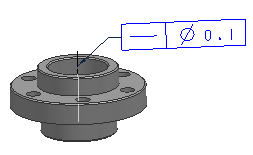 — ⌀ 0.1